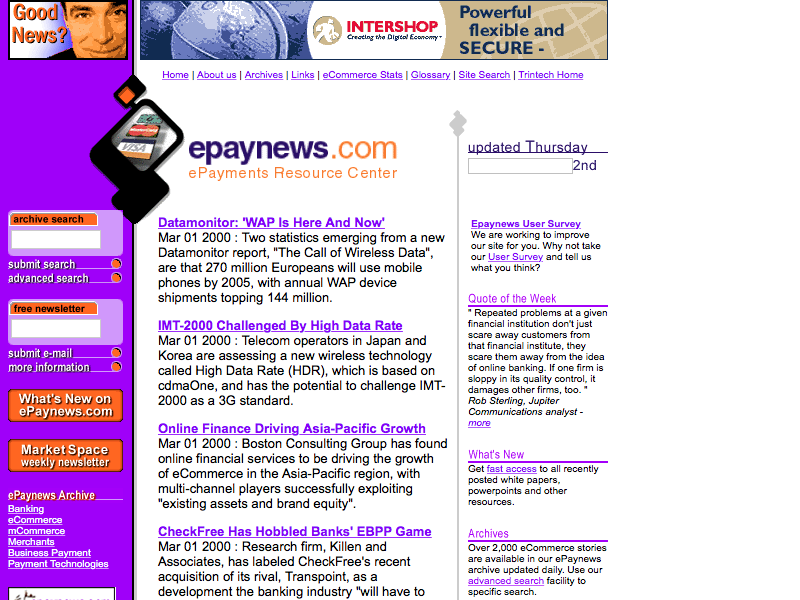 Good
News?
INTERSHOP
Creating the Digital Economy
Powerful
flexible and
SECURE -
Home | About us | Archives | Links | eCommerce Stats | Glossary | Site Search | Trintech Home
MasterCard
VISA
epaynews.com
ePayments Resource Center
updated Thursday
2nd
archive search
submit search
advanced search
free newsletter
submit e-mail
more information
What's New on
ePaynews.com
Market Space
weekly newsletter
ePaynews Archive
Banking
eCommerce
mCommerce
Merchants
Business Payment
Payment Technologies
Datamonitor: 'WAP Is Here And Now'
Mar 01 2000 : Two statistics emerging from a new
Datamonitor report, "The Call of Wireless Data",
are that 270 million Europeans will use mobile
phones by 2005, with annual WAP device
shipments topping 144 million.
IMT-2000 Challenged By High Data Rate
Mar 01 2000 : Telecom operators in Japan and
Korea are assessing a new wireless technology
called High Data Rate (HDR), which is based on
cdmaOne, and has the potential to challenge IMT-
2000 as a 3G standard.
Online Finance Driving Asia-Pacific Growth
Mar 01 2000 : Boston Consulting Group has found
online financial services to be driving the growth
of eCommerce in the Asia-Pacific region, with
multi-channel players successfully exploiting
"existing assets and brand equity".
CheckFree Has Hobbled Banks' EBPP Game
Mar 01 2000 : Research firm, Killen and
Associates, has labeled CheckFree's recent
acquisition of its rival, Transpoint, as a
development the banking industry "will have to
Epaynews User Survey
We are working to improve
our site for you. Why not take
our User Survey and tell us
what you think?
Quote of the Week
" Repeated problems at a given
financial institution don't just
scare away customers from
that financial institute, they
scare them away from the idea
of online banking. If one firm is
sloppy in its quality control, it
damages other firms, too. "
Rob Sterling, Jupiter
Communications analyst -
more
What's New
Get fast access to all recently
posted white papers,
powerpoints and other
resources.
Archives
Over 2,000 eCommerce stories
are available in our ePaynews
archive updated daily. Use our
advanced search facility to
specific search.